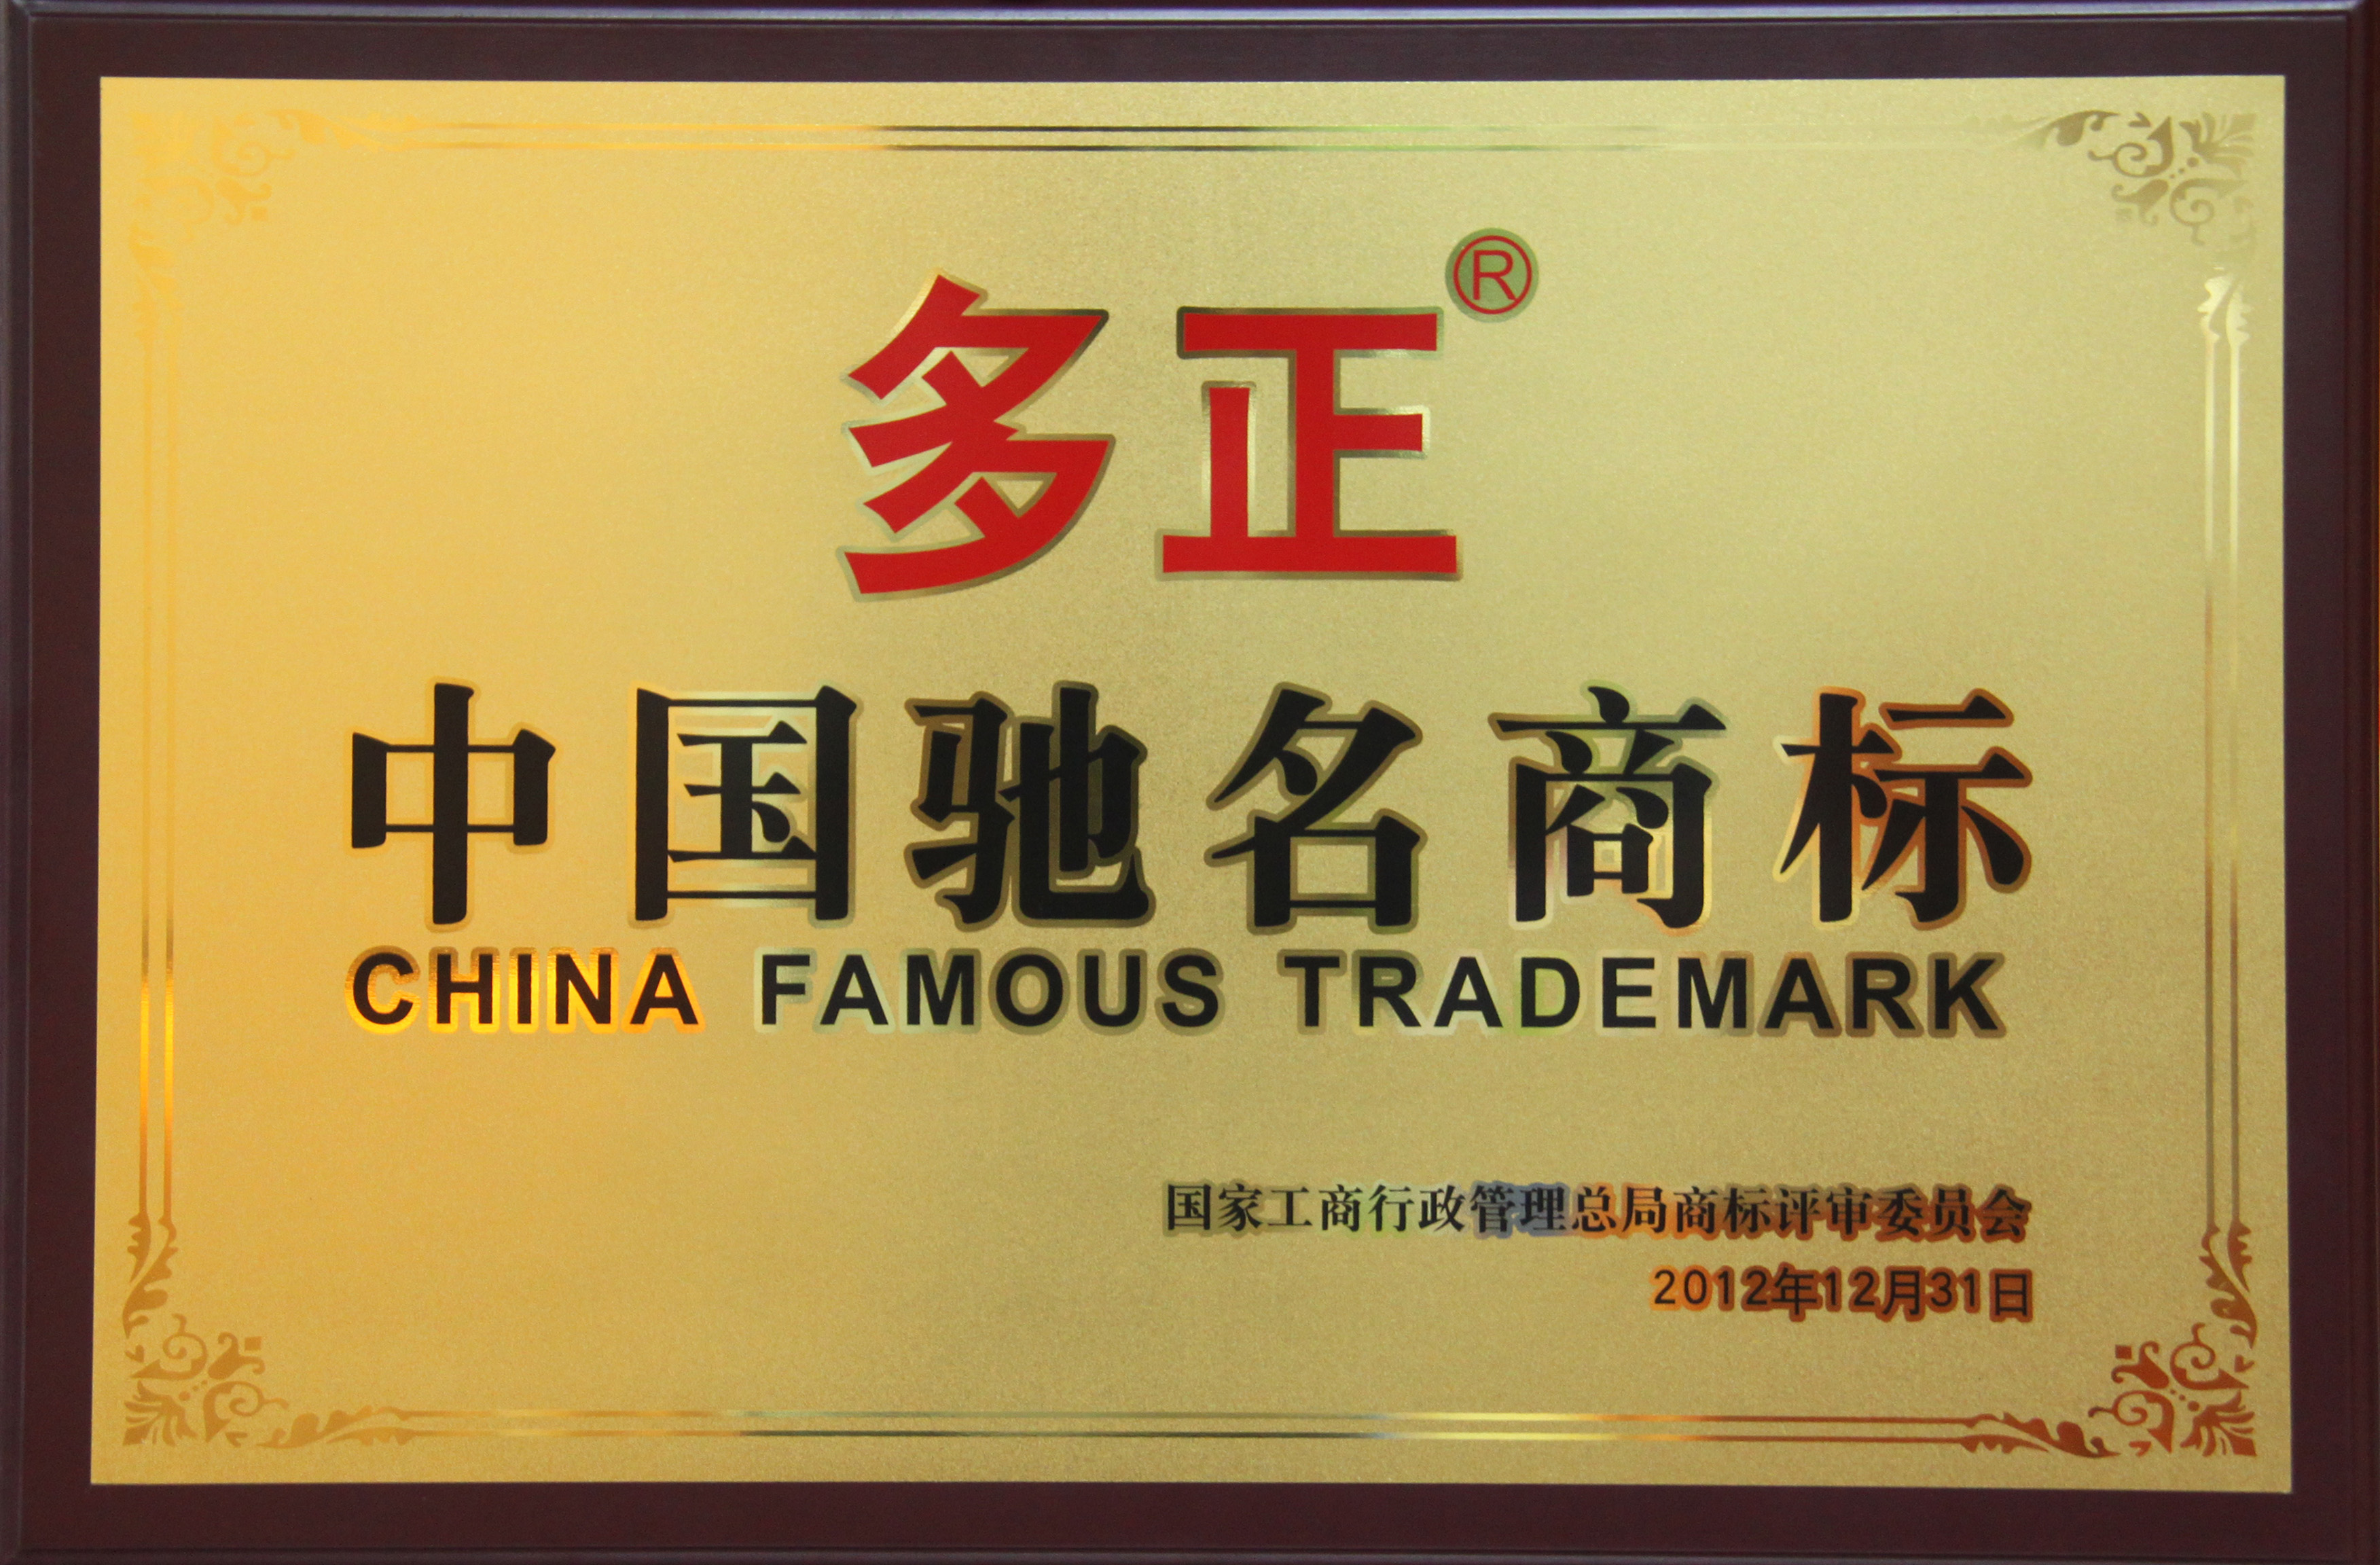 多正®
中国驰名商标
CHINA FAMOUS TRADEMARK
国家工商行政管理总局商标评审委员会
2012年12月31日